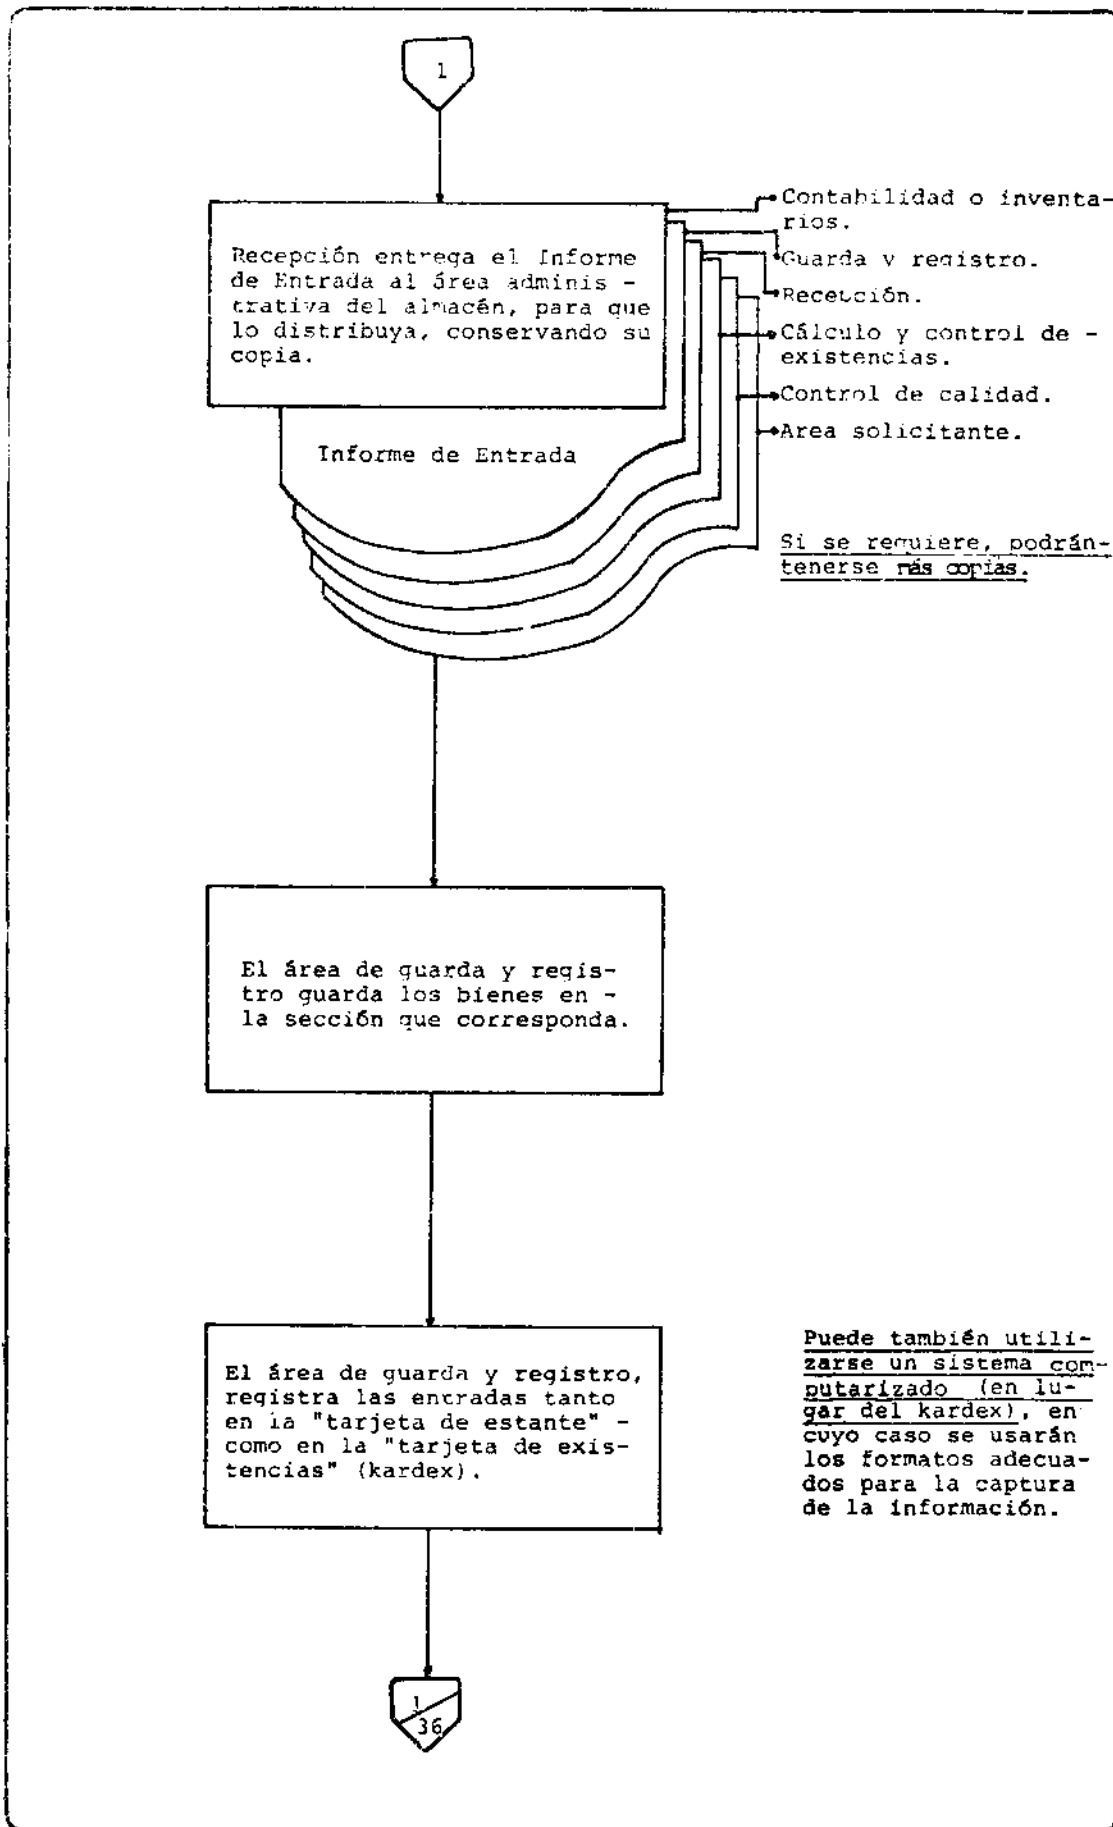 1
Recepción entrega el Informe
de Entrada al área adminis -
trativa del almacén, para que
lo distribuya, conservando su
copia.
Informe de Entrada
Contabilidad o inventa-
rios.
Guarda y registro.
Recepción.
Cálculo y control de -
existencias.
Control de calidad.
Area solicitante.
Si se requiere, podrán-
tenerse más copias.
El área de guarda y regis-
tro guarda los bienes en -
la sección que corresponda.
El área de guarda y registro,
registra las entradas tanto
en la "tarjeta de estante" -
como en la "tarjeta de exis-
tencias" (kardex).
Puede también utili-
zarse un sistema com-
putarizado (en lu-
gar del kardex), en
cuyo caso se usarán
los formatos adecua-
dos para la captura
de la información.
1
36